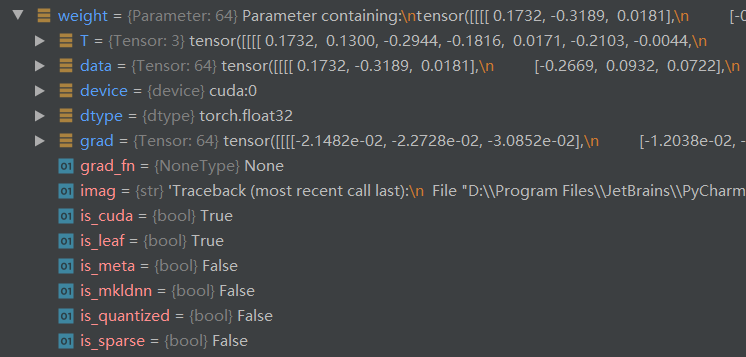 weight = {Parameter: 64} Parameter containing:\ntensor([[[[ 0.1732, -0.3189, 0.0181],\n [-0
T = {Tensor: 3} tensor([[[[ 0.1732, 0.1300, -0.2944, -0.1816, 0.0171, -0.2103, -0.0044,\n
data = {Tensor: 64} tensor([[[[ 0.1732, -0.3189, 0.0181],\n [-0.2669, 0.0932, 0.0722],\n
device = {device} cuda:0
dtype = {dtype} torch.float32
grad = {Tensor: 64} tensor([[[[-2.1482e-02, -2.2728e-02, -3.0852e-02],\n [-1.2038e-02, -
01 grad_fn = {NoneType} None
01 imag = {str} 'Traceback (most recent call last):\n File "D:\\Program Files\\JetBrains\\PyCharm
01 is_cuda = {bool} True
01 is_leaf = {bool} True
01 is_meta = {bool} False
01 is_mkldnn = {bool} False
01 is_quantized = {bool} False
01 is_sparse = {bool} False